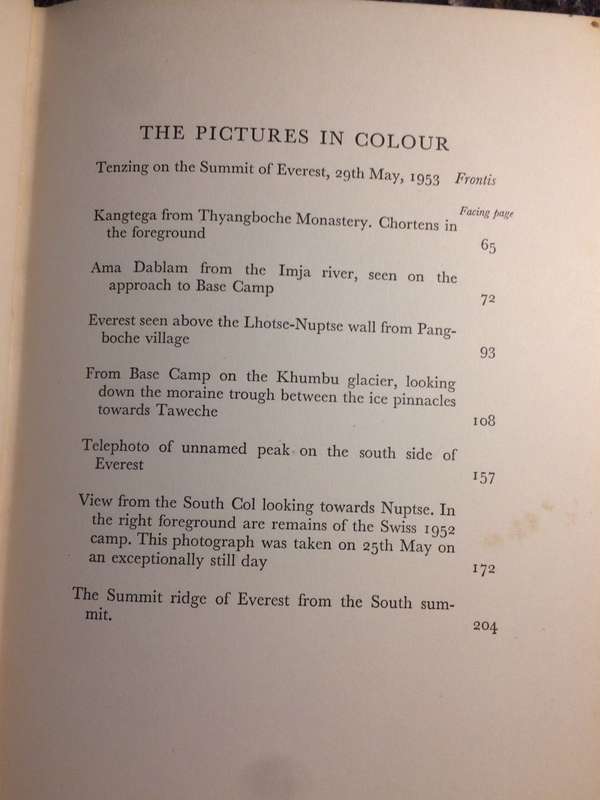 THE PICTURES IN COLOUR
Tenzing on the Summit of Everest, 29th May, 1953 Frontis
Facing page
Kangtega from Thyangboche Monastery. Chortens in
the foreground 65
Ama Dablam from the Imja river, seen on the
approach to Base Camp 72
Everest seen above the Lhotse-Nuptse wall from Pang-
boche village 93
From Base Camp on the Khumbu glacier, looking
down the moraine trough between the ice pinnacles
towards Taweche 108
Telephoto of unnamed peak on the south side of
Everest 157
View from the South Col looking towards Nuptse. In
the right foreground are remains of the Swiss 1952
camp. This photograph was taken on 25th May on
an exceptionally still day 172
The Summit ridge of Everest from the South sum-
mit. 204